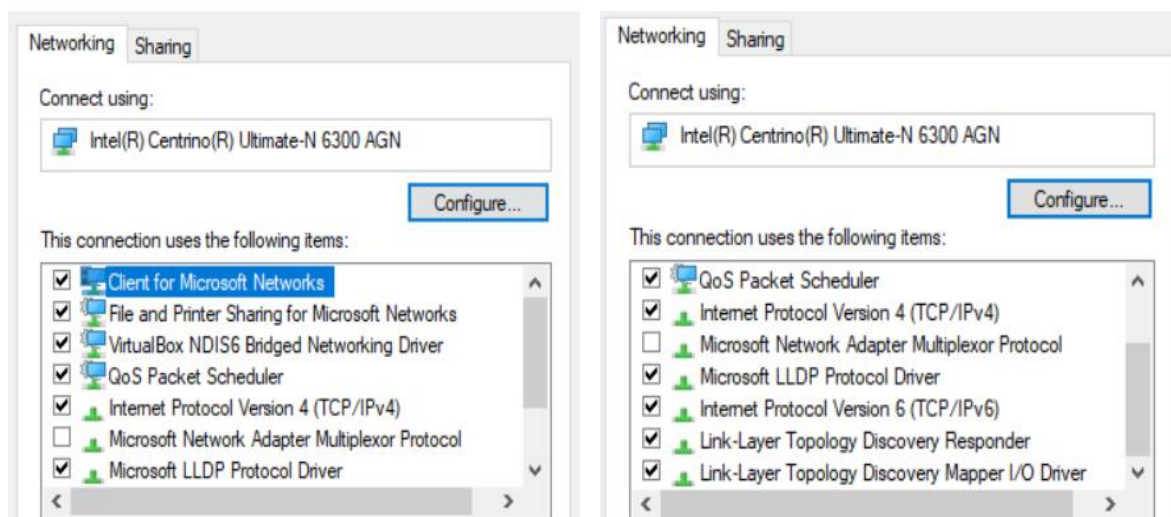 Networking Sharing
Connect using:
Intel(R) Centrino(R) Ultimate-N 6300 AGN
Configure...
This connection uses the following items:
Client for Microsoft Networks
File and Printer Sharing for Microsoft Networks
VirtualBox NDIS6 Bridged Networking Driver
QoS Packet Scheduler
Internet Protocol Version 4 (TCP/IPv4)
Microsoft Network Adapter Multiplexor Protocol
Microsoft LLDP Protocol Driver
Networking Sharing
Connect using:
Intel(R) Centrino(R) Ultimate-N 6300 AGN
Configure...
This connection uses the following items:
QoS Packet Scheduler
Internet Protocol Version 4 (TCP/IPv4)
Microsoft Network Adapter Multiplexor Protocol
Microsoft LLDP Protocol Driver
Internet Protocol Version 6 (TCP/IPv6)
Link-Layer Topology Discovery Responder
Link-Layer Topology Discovery Mapper I/O Driver